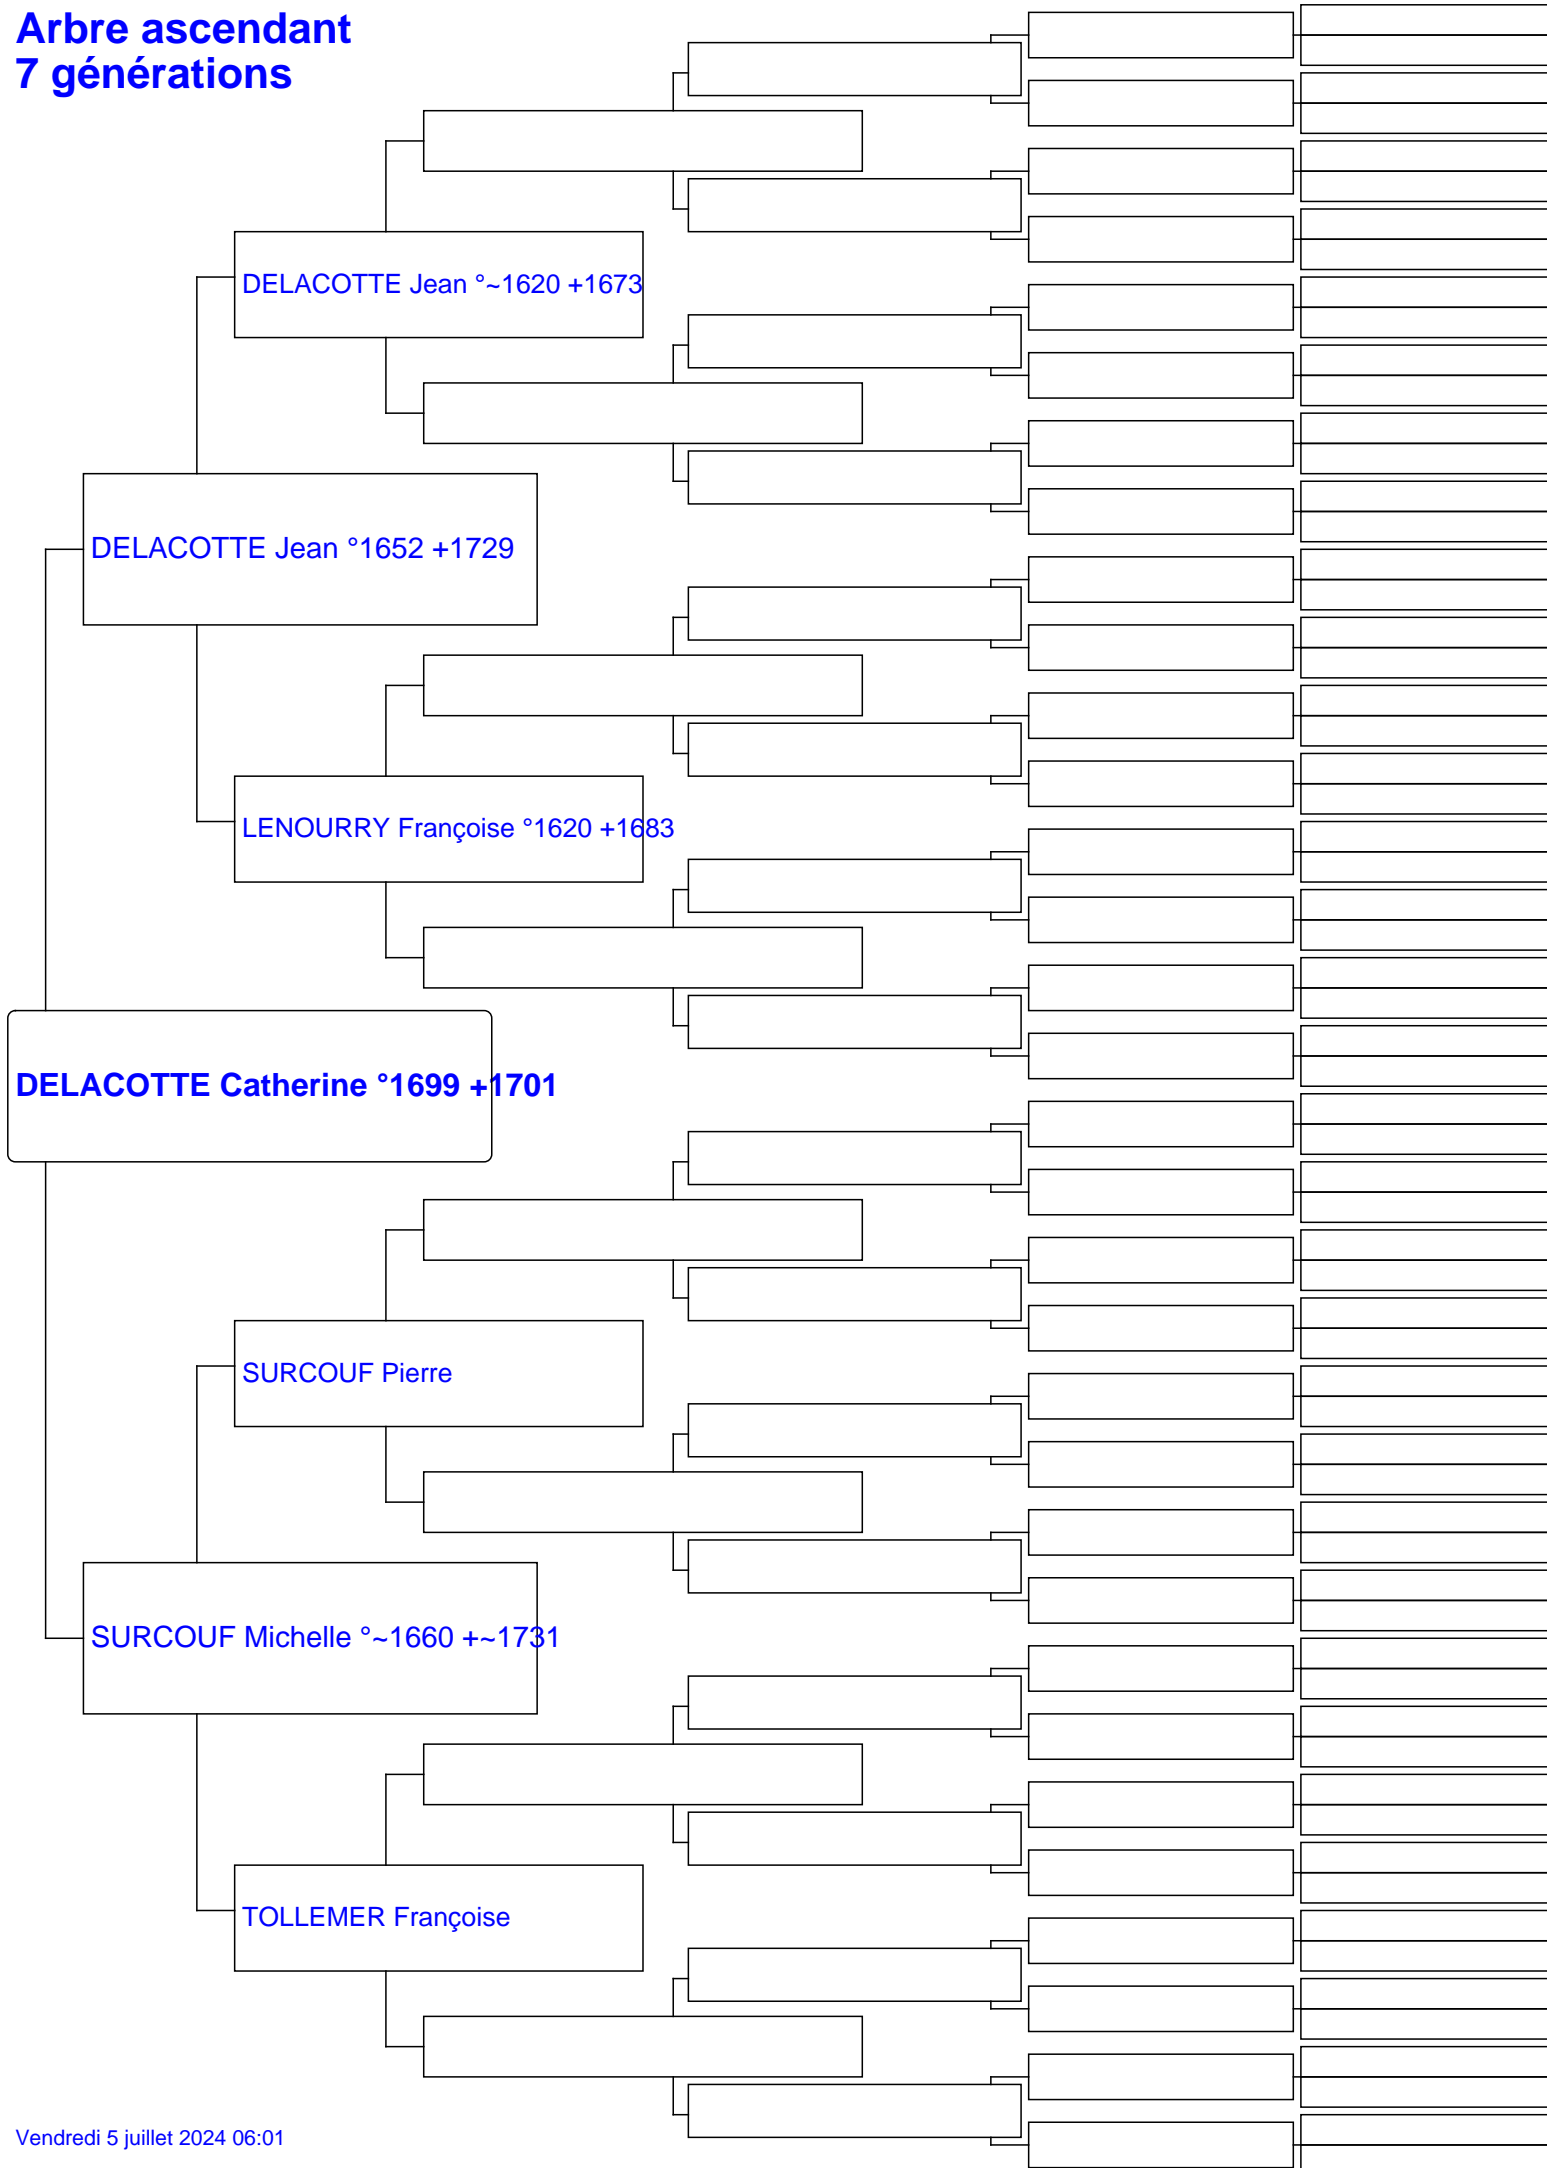 Arbre ascendant
7 générations
DELACOTTE Jean °~1620 +1673
DELACOTTE Jean °1652 +1729
LENOURRY Françoise °1620 +1683
DELACOTTE Catherine °1699 +1701
SURCOUF Pierre
SURCOUF Michelle °~1660 +~1731
TOLLEMER Françoise
Vendredi 5 juillet 2024 06:01